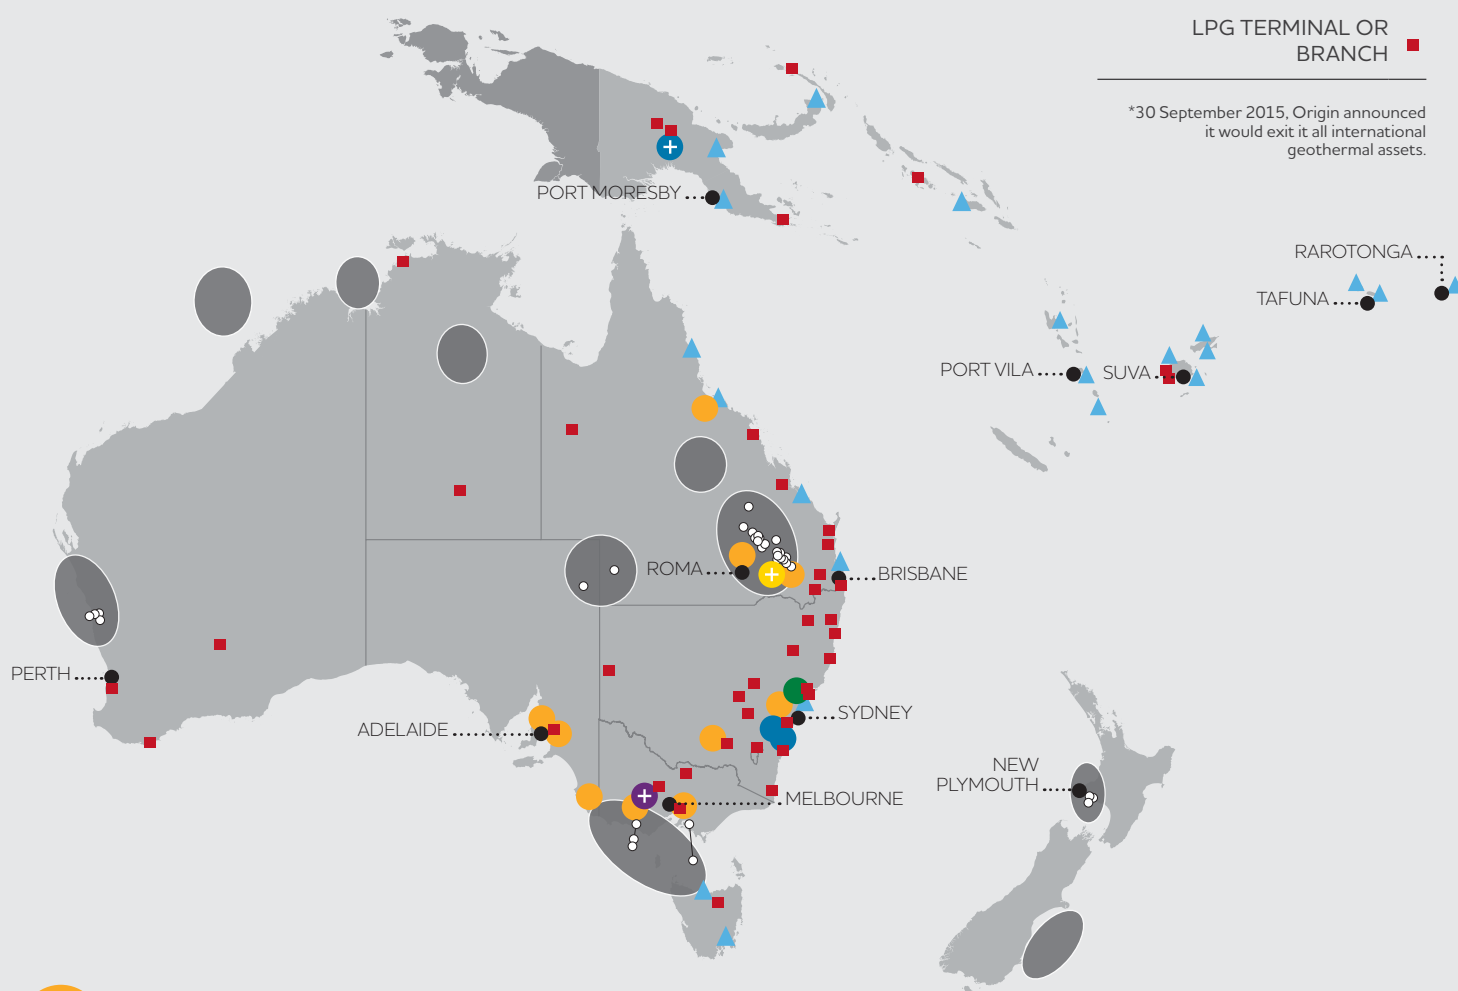 LPG TERMINAL OR
BRANCH
*30 September 2015, Origin announced
it would exit it all international
geothermal assets.
PORT MORESBY
RAROTONGA
TAFUNA
PORT VILA
SUVA
ROMA
BRISBANE
PERTH
ADELAIDE
SYDNEY
MELBOURNE
NEW
PLYMOUTH